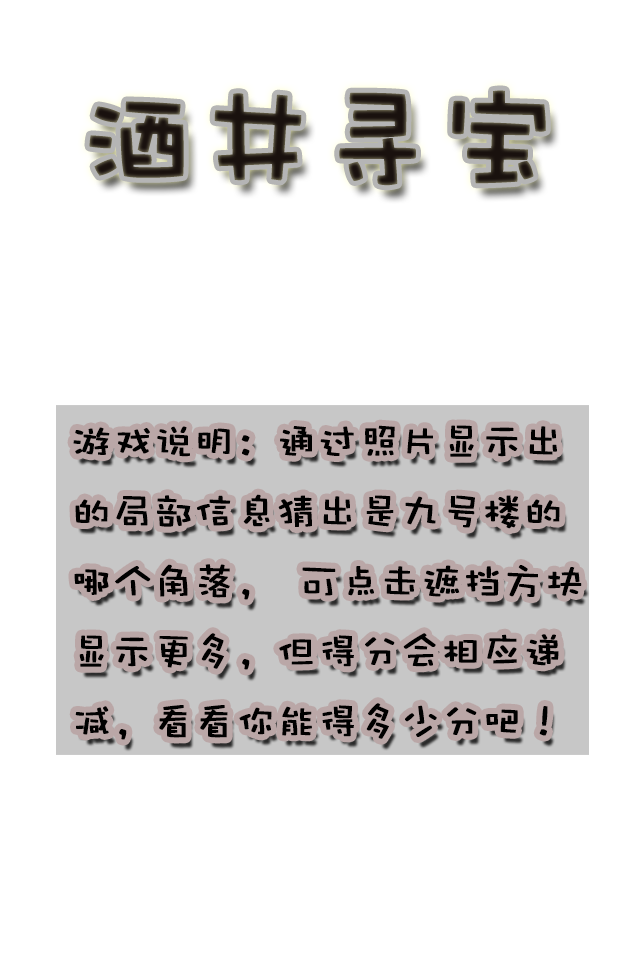 酒井寻宝
游戏说明：通过照片显示出
的局部信息猜出是九号楼的
哪个角落， 可点击遮挡方块
显示更多，但得分会相应递
减，看看你能得多少分吧！